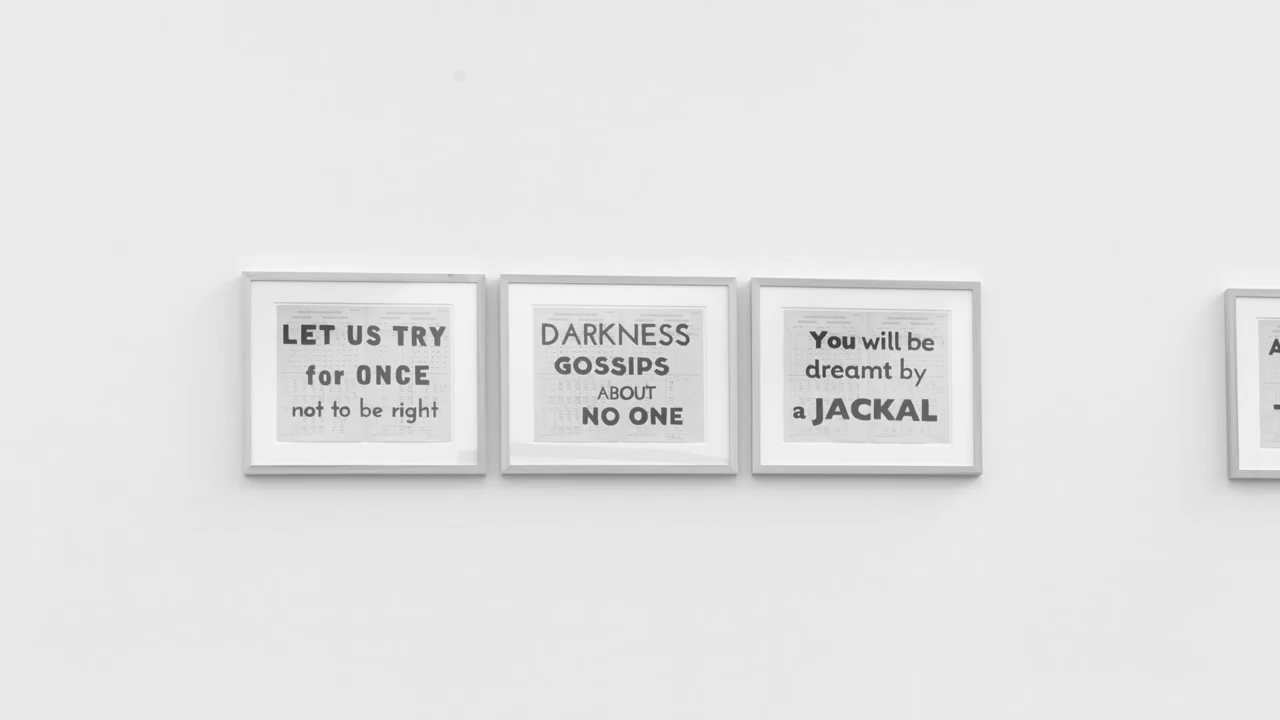 LET US TRY
for ONCE
not to be right
DARKNESS
GOSSIPS
ABOUT
NO ONE
You will be
dreamt by
a JACKAL